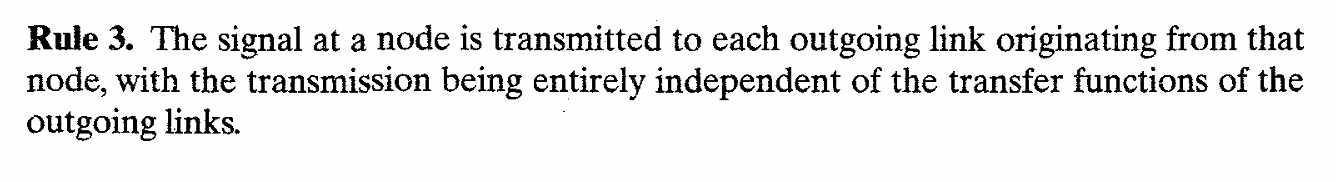 Rule 3. The signal at a node is transmitted to each outgoing link originating from that
node, with the transmission being entirely independent of the transfer functions of the
outgoing links.